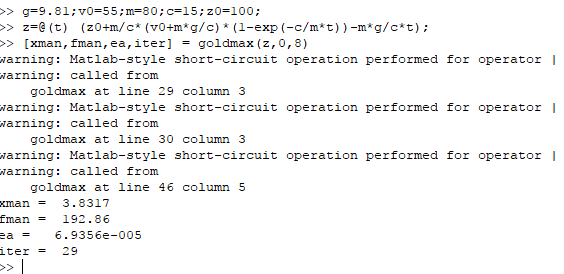 >> g=9.81;v0=55;m=80;c=15;z0=100;
>> z=@(t) (z0+m/c*(v0+m*g/c)*(1-exp(-c/m*t))-m*g/c*t);
>> [xman,fman,ea,iter] = goldmax(z,0,8)
warning: Matlab-style short-circuit operation performed for operator |
warning: called from
    goldmax at line 29 column 3
warning: Matlab-style short-circuit operation performed for operator |
warning: called from
    goldmax at line 30 column 3
warning: Matlab-style short-circuit operation performed for operator |
warning: called from
    goldmax at line 46 column 5
xman =  3.8317
fman =  192.86
ea =   6.9356e-005
iter =  29
>>